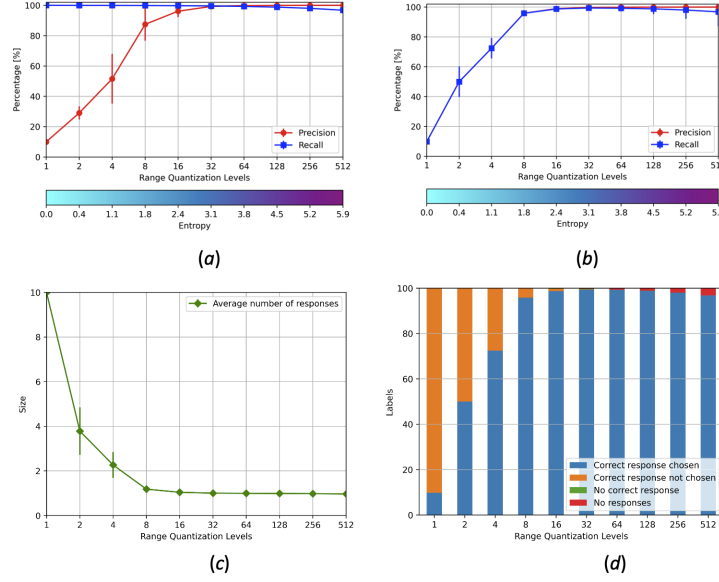 100
80
60
40
20
0
Percentage [%]
Precision
Recall
1 2 4 8 16 32 64 128 256 512
Range Quantization Levels
0.0 0.4 1.1 1.8 2.4 3.1 3.8 4.5 5.2 5.9
Entropy
(a)
100
80
60
40
20
0
Percentage [%]
Precision
Recall
1 2 4 8 16 32 64 128 256 51
Range Quantization Levels
0.0 0.4 1.1 1.8 2.4 3.1 3.8 4.5 5.2 5.
Entropy
(b)
10
8
6
4
2
0
Size
Average number of responses
1 2 4 8 16 32 64 128 256 512
Range Quantization Levels
(c)
100
80
60
40
20
0
Labels
Correct response chosen
Correct response not chosen
No correct response
No responses
1 2 4 8 16 32 64 128 256 512
Range Quantization Levels
(d)